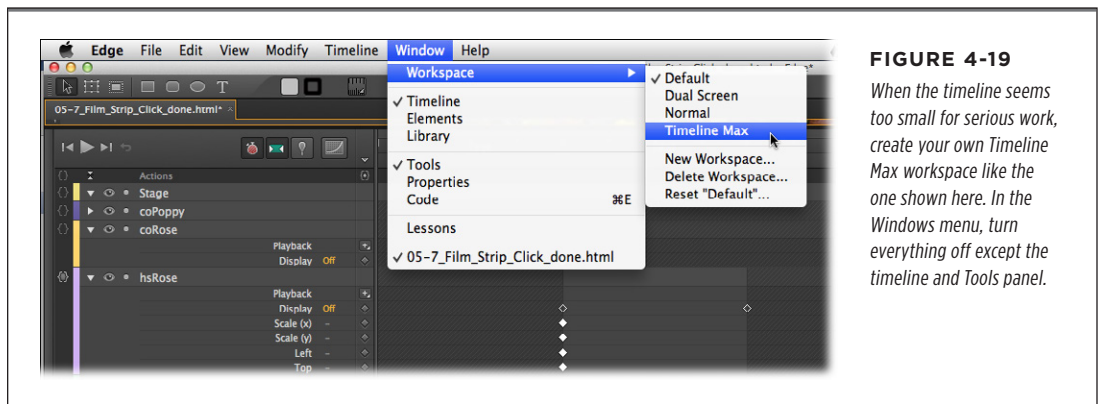 Edge File Edit View Modify Timeline Window Help
05-7_Film_Strip_Click_done.html*
Workspace
Timeline
Elements
Library
Tools
Properties
Code ⌘E
Lessons
05-7_Film_Strip_Click_done.html
Default
Dual Screen
Normal
Timeline Max
New Workspace...
Delete Workspace...
Reset "Default"...
T
Actions
Stage
coPoppy
coRose
Playback
Display Off
hsRose
Playback
Display Off
Scale (x)
Scale (y)
Left
Top
FIGURE 4-19
When the timeline seems
too small for serious work,
create your own Timeline
Max workspace like the
one shown here. In the
Windows menu, turn
everything off except the
timeline and Tools panel.